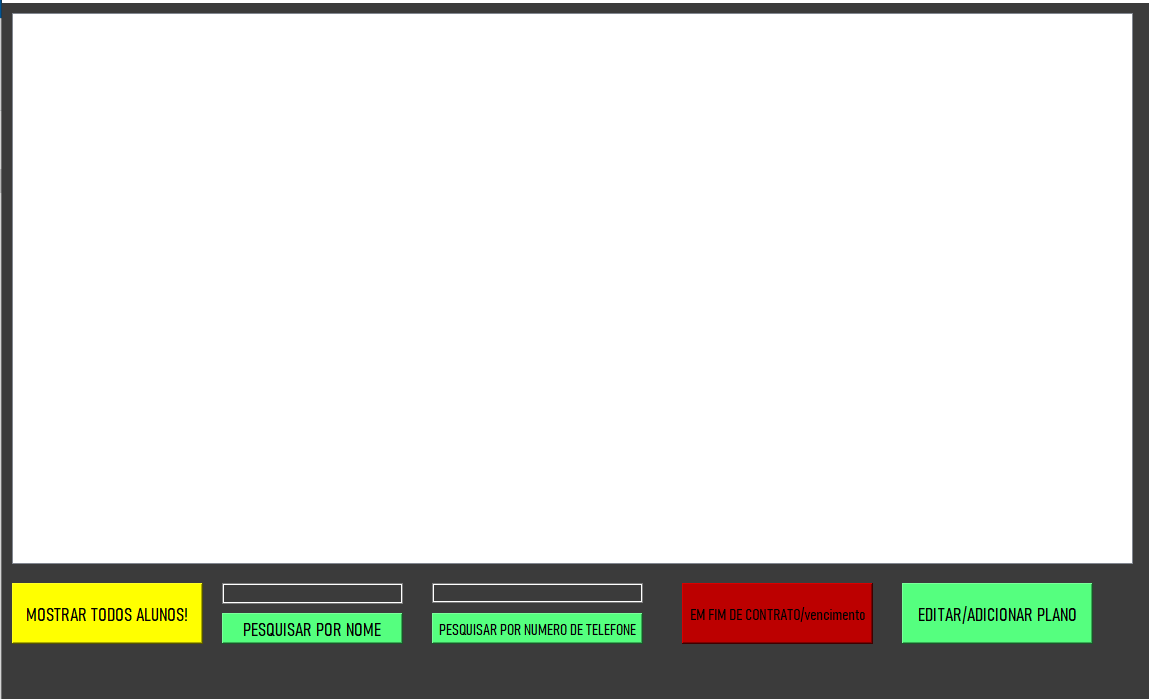 MOSTRAR TODOS ALUNOS!
PESQUISAR POR NOME
PESQUISAR POR NUMERO DE TELEFONE
EM FIM DE CONTRATO/vencimento
EDITAR/ADICIONAR PLANO